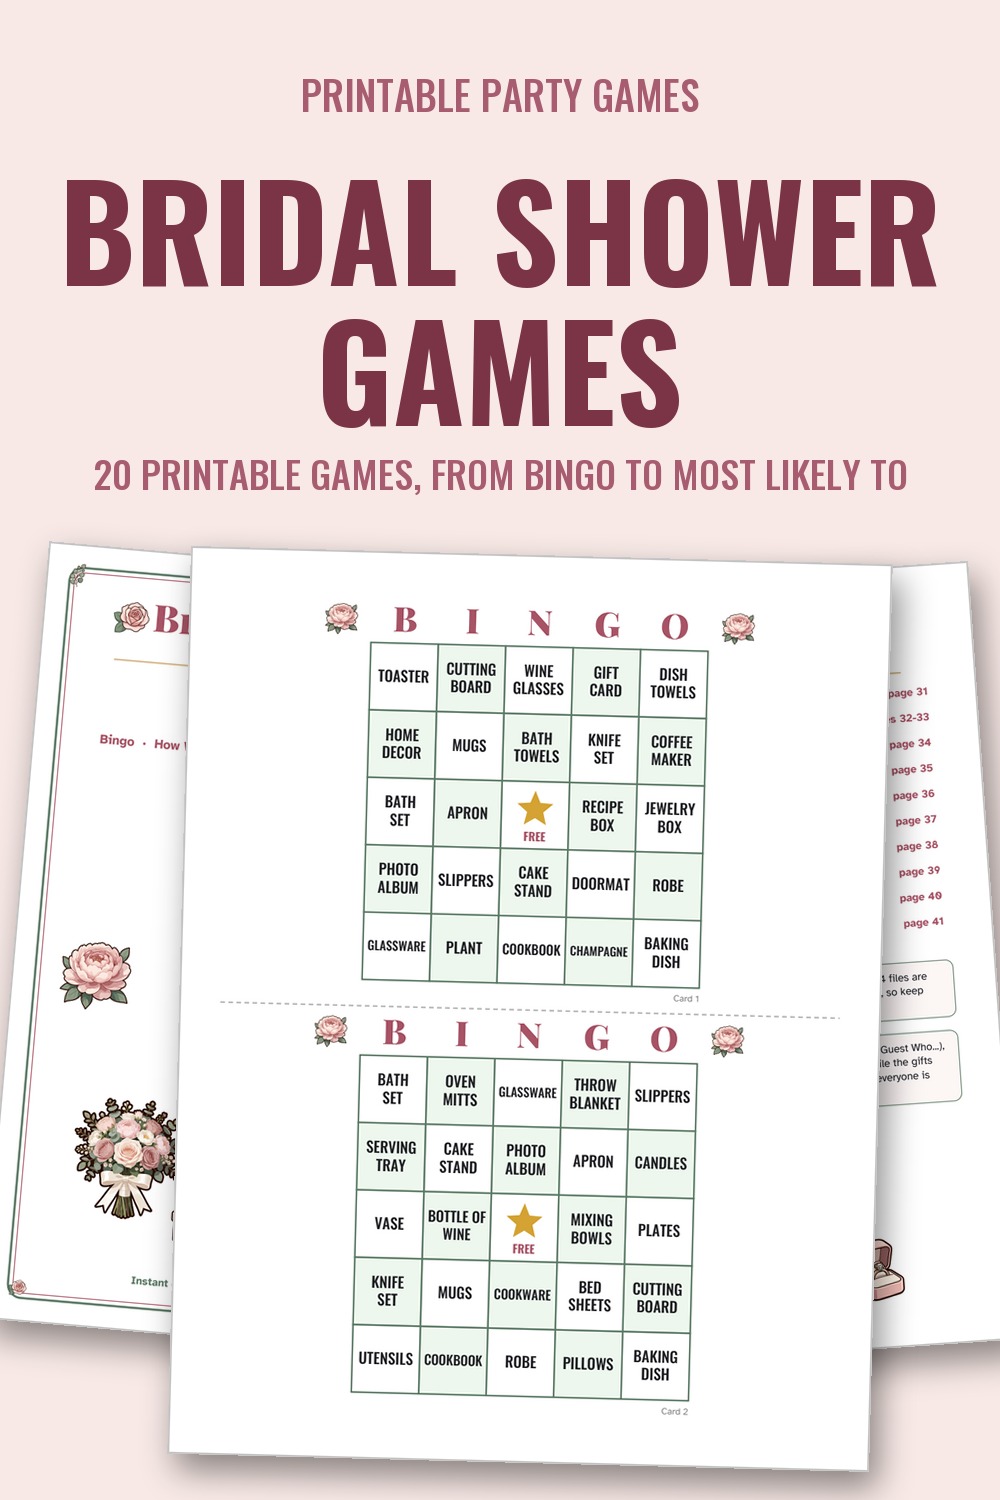 PRINTABLE PARTY GAMES
BRIDAL SHOWER
GAMES
20 PRINTABLE GAMES, FROM BINGO TO MOST LIKELY TO
Bingo · How
Instant
B I N G O
TOASTER CUTTING BOARD WINE GLASSES GIFT CARD DISH TOWELS
HOME DECOR MUGS BATH TOWELS KNIFE SET COFFEE MAKER
BATH SET APRON FREE RECIPE BOX JEWELRY BOX
PHOTO ALBUM SLIPPERS CAKE STAND DOORMAT ROBE
GLASSWARE PLANT COOKBOOK CHAMPAGNE BAKING DISH
Card 1
B I N G O
BATH SET OVEN MITTS GLASSWARE THROW BLANKET SLIPPERS
SERVING TRAY CAKE STAND PHOTO ALBUM APRON CANDLES
VASE BOTTLE OF WINE FREE MIXING BOWLS PLATES
KNIFE SET MUGS COOKWARE BED SHEETS CUTTING BOARD
UTENSILS COOKBOOK ROBE PILLOWS BAKING DISH
Card 2
page 31
32-33
page 34
page 35
page 36
page 37
page 38
page 39
page 40
page 41
files are
, so keep
Guest Who...),
the gifts
everyone is